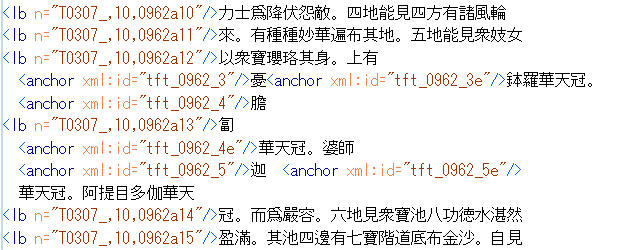 <lb n="T0307_,10,0962a10"/>力士爲降伏怨敵。四地能見四方有諸風輪
<lb n="T0307_,10,0962a11"/>來。有種種妙華遍布其地。五地能見衆妓女
<lb n="T0307_,10,0962a12"/>以衆寶瓔珞其身。上有
<anchor xml:id="tft_0962_3"/>憂<anchor xml:id="tft_0962_3e"/>鉢羅華天冠。
<anchor xml:id="tft_0962_4"/>膽
<lb n="T0307_,10,0962a13"/>匐
<anchor xml:id="tft_0962_4e"/>華天冠。婆師
<anchor xml:id="tft_0962_5"/>迦 <anchor xml:id="tft_0962_5e"/>
華天冠。阿提目多伽華天
<lb n="T0307_,10,0962a14"/>冠。而爲嚴容。六地見衆寶池八功徳水湛然
<lb n="T0307_,10,0962a15"/>盈滿。其池四邊有七寶階道底布金沙。自見